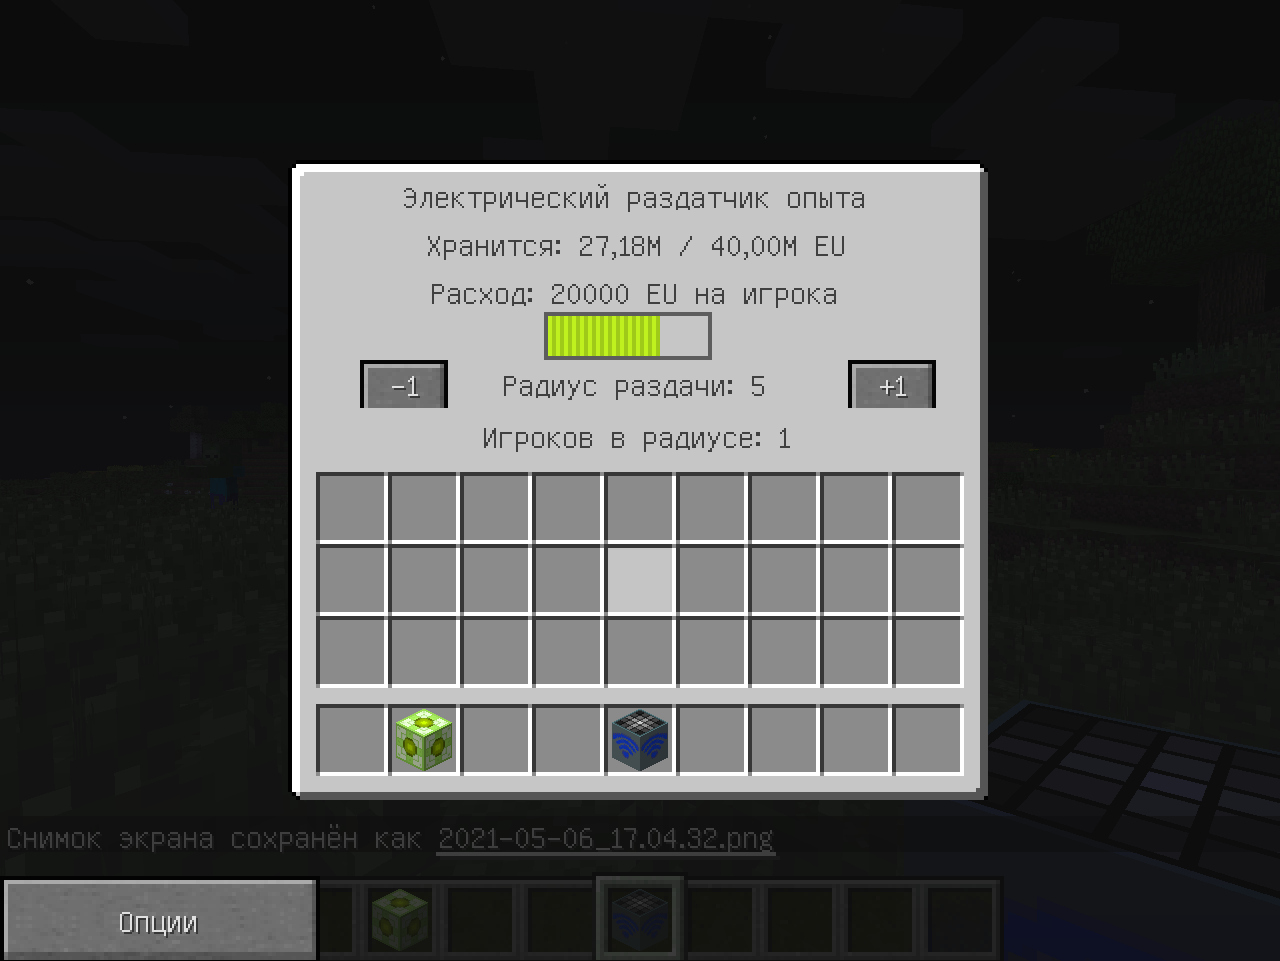 Электрический раздатчик опыта
Хранится: 27,18M / 40,00M EU
Расход: 20000 EU на игрока
-1 Радиус раздачи: 5 +1
Игроков в радиусе: 1
Снимок экрана сохранён как 2021-05-06_17.04.32.png
Опции